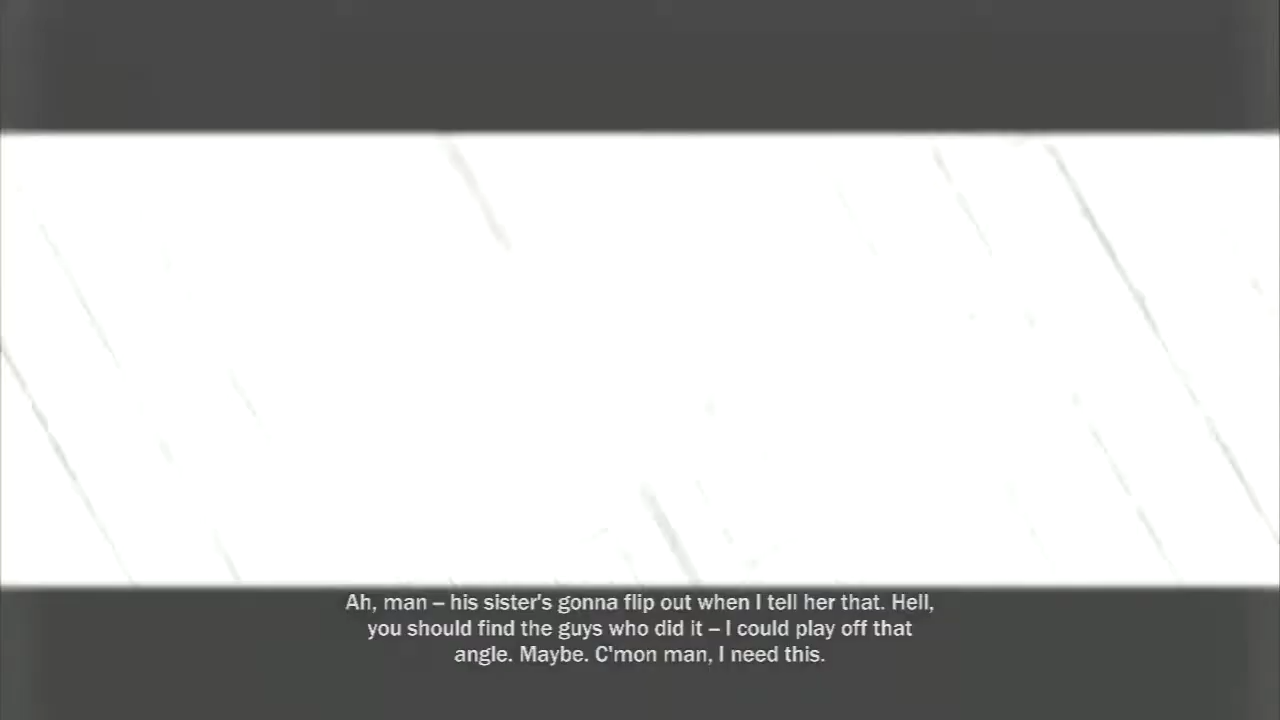 Ah, man – his sister's gonna flip out when I tell her that. Hell,
you should find the guys who did it – I could play off that
angle. Maybe. C'mon man, I need this.